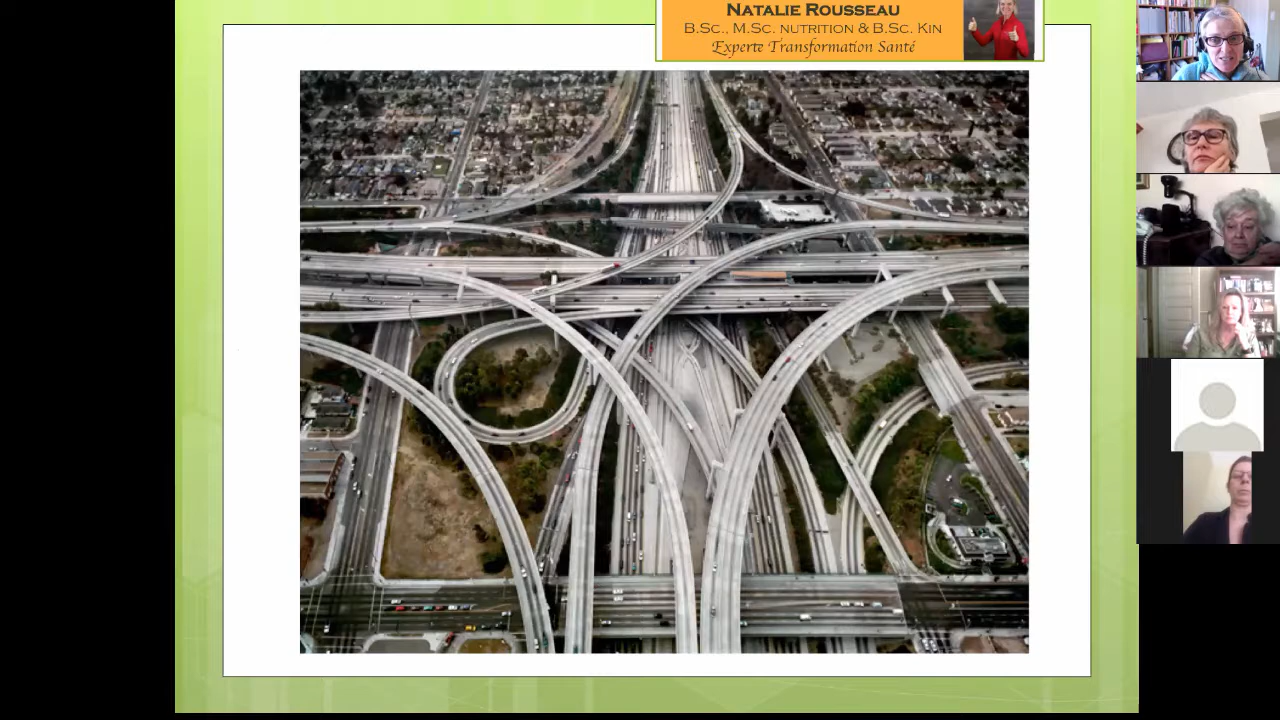 NATALIE ROUSSEAU
B.SC., M.SC. NUTRITION & B.SC. KIN
Experte Transformation Santé